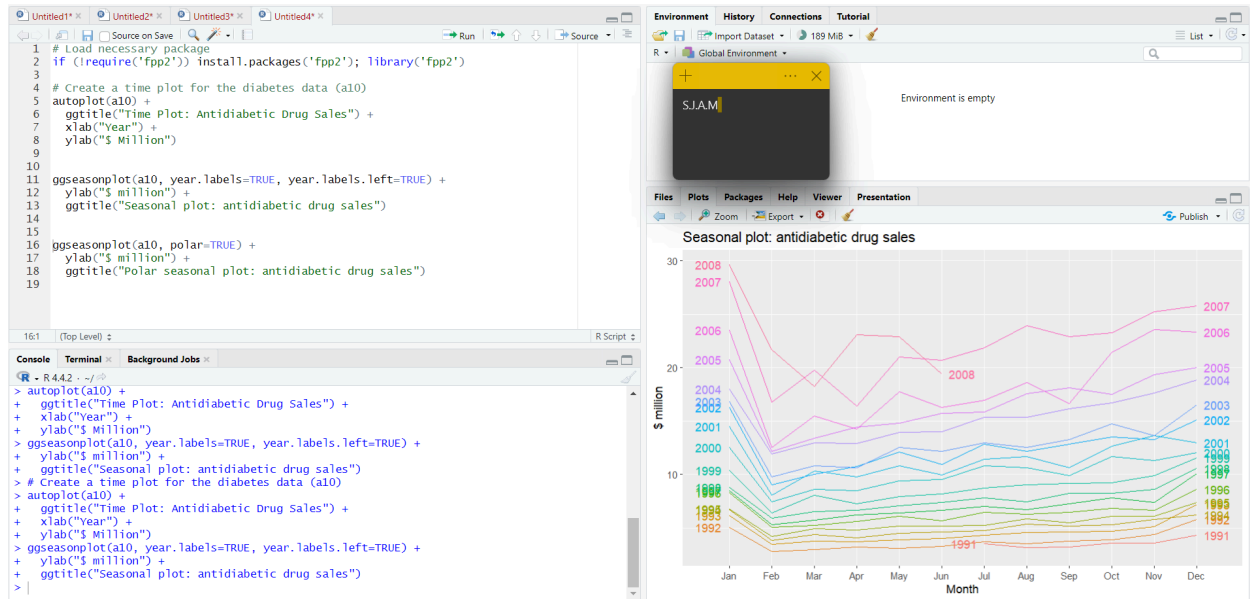 Untitled1* Untitled2* Untitled3* Untitled4*
Source on Save Run Source
1 # Load necessary package
2 if (!require('fpp2')) install.packages('fpp2'); library('fpp2')
3
4 # Create a time plot for the diabetes data (a10)
5 autoplot(a10) +
6 ggtitle("Time Plot: Antidiabetic Drug Sales") +
7 xlab("Year") +
8 ylab("$ Million")
9
10
11 ggseasonplot(a10, year.labels=TRUE, year.labels.left=TRUE) +
12 ylab("$ million") +
13 ggtitle("Seasonal plot: antidiabetic drug sales")
14
15
16 ggseasonplot(a10, polar=TRUE) +
17 ylab("$ million") +
18 ggtitle("Polar seasonal plot: antidiabetic drug sales")
19
16:1 (Top Level) R Script
Console Terminal Background Jobs
R R 4.4.2 · ~/
> autoplot(a10) +
+ ggtitle("Time Plot: Antidiabetic Drug Sales") +
+ xlab("Year") +
+ ylab("$ Million")
> ggseasonplot(a10, year.labels=TRUE, year.labels.left=TRUE) +
+ ylab("$ million") +
+ ggtitle("Seasonal plot: antidiabetic drug sales")
> # Create a time plot for the diabetes data (a10)
> autoplot(a10) +
+ ggtitle("Time Plot: Antidiabetic Drug Sales") +
+ xlab("Year") +
+ ylab("$ Million")
> ggseasonplot(a10, year.labels=TRUE, year.labels.left=TRUE) +
+ ylab("$ million") +
+ ggtitle("Seasonal plot: antidiabetic drug sales")
>
Environment History Connections Tutorial
Import Dataset 189 MiB List
R Global Environment
S.J.A.M
Environment is empty
Files Plots Packages Help Viewer Presentation
Zoom Export Publish
Seasonal plot: antidiabetic drug sales
30
20
10
$ million
2008
2007
2006
2005
2004
2003
2002
2001
2000
1999
1993
1992
2008
1991
2007
2006
2005
2004
2003
2002
2001
2000
1999
1997
1996
1992
1991
Jan Feb Mar Apr May Jun Jul Aug Sep Oct Nov Dec
Month